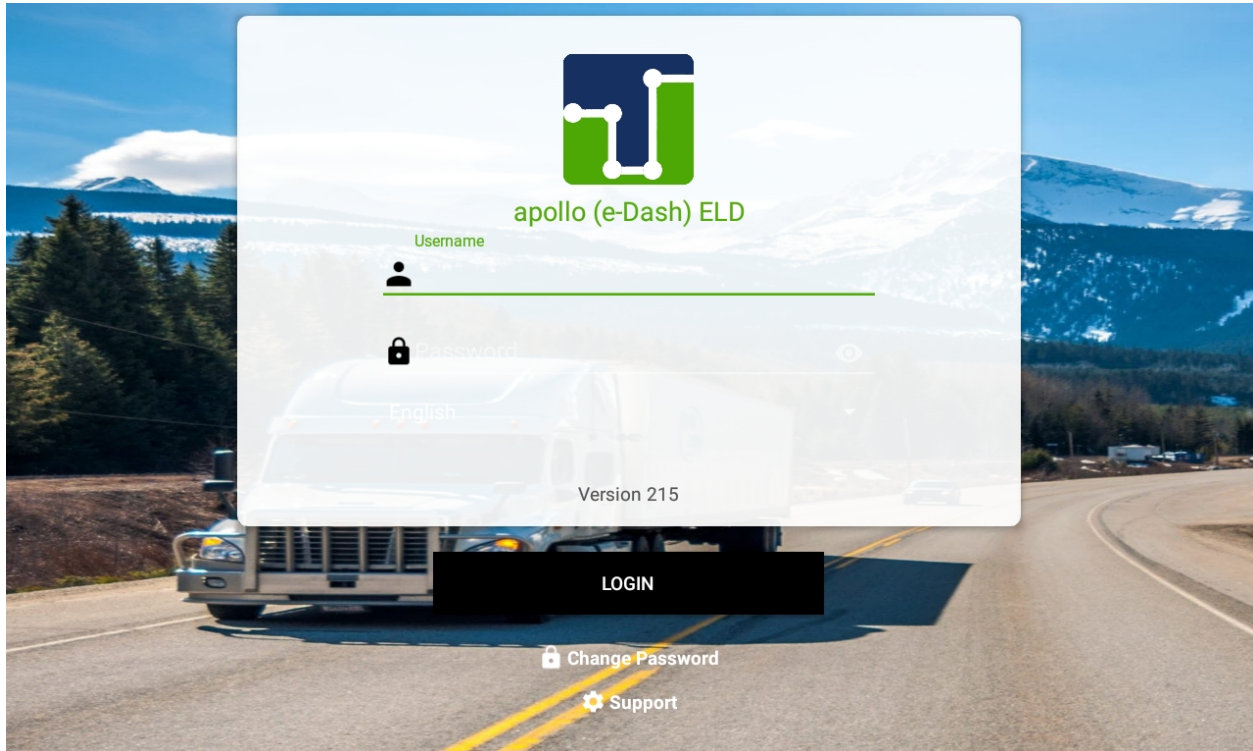 apollo (e-Dash) ELD
Username
Password
English
Version 215
LOGIN
Change Password
Support